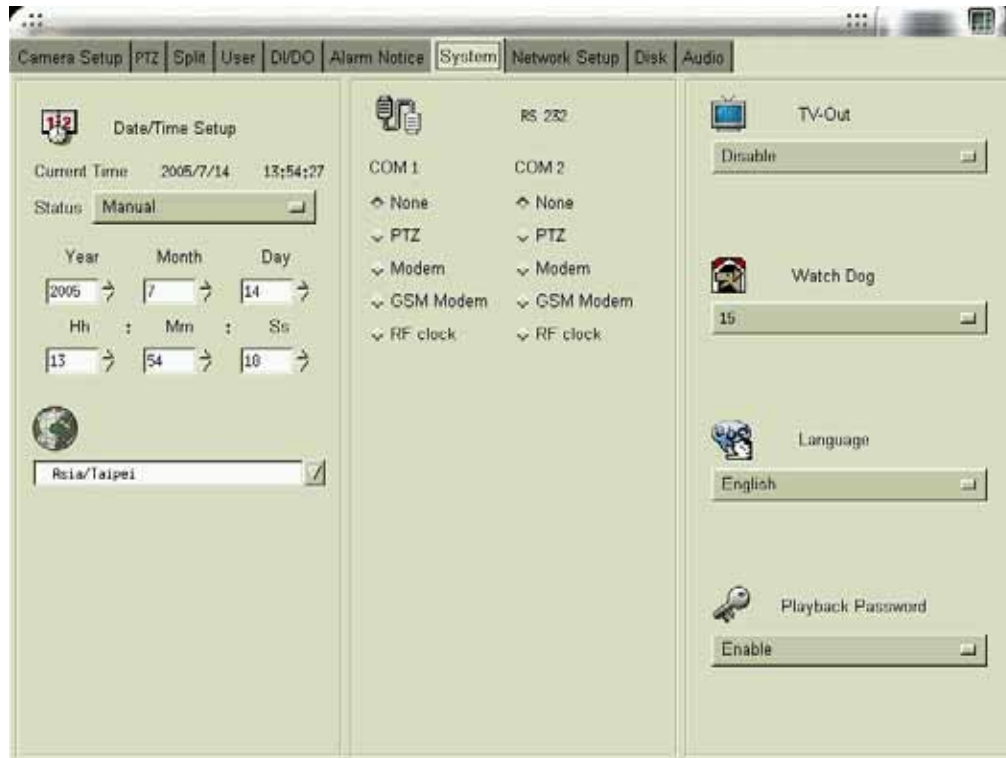 Camera Setup PTZ Split User DI/DO Alarm Notice System Network Setup Disk Audio
12
Date/Time Setup
Current Time 2005/7/14 13:54:27
Status Manual
Year Month Day
2005 7 14
Hh : Mm : Ss
13 54 10
Asia/Taipei
RS 232
COM 1 COM 2
None None
PTZ PTZ
Modem Modem
GSM Modem GSM Modem
RF clock RF clock
TV-Out
Disable
Watch Dog
15
Language
English
Playback Password
Enable